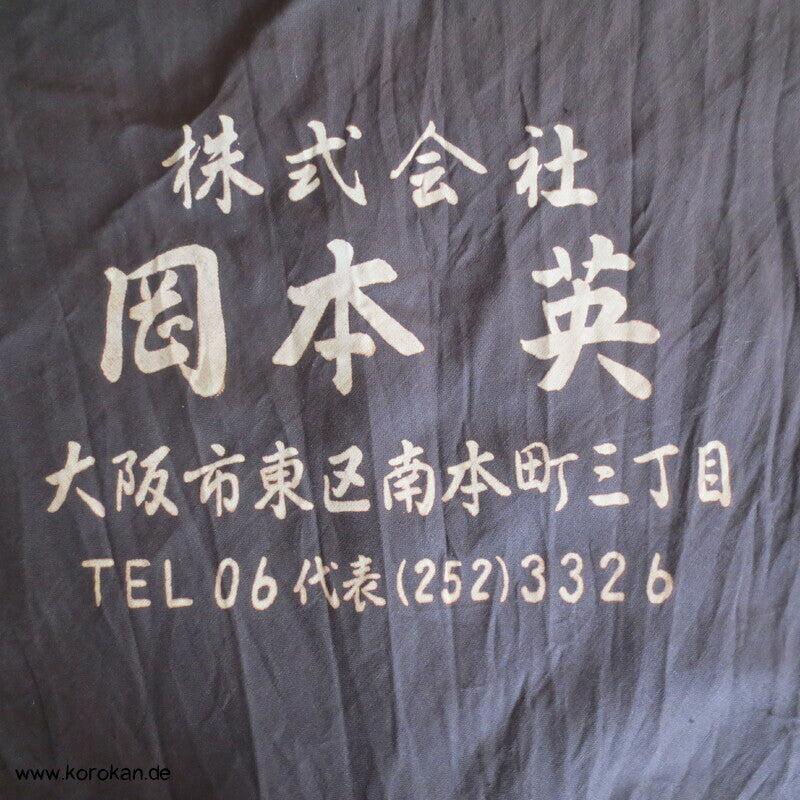 株式会社
岡本英
大阪市東区南本町三丁目
TEL 06 代表(252)3326
www.korokan.de